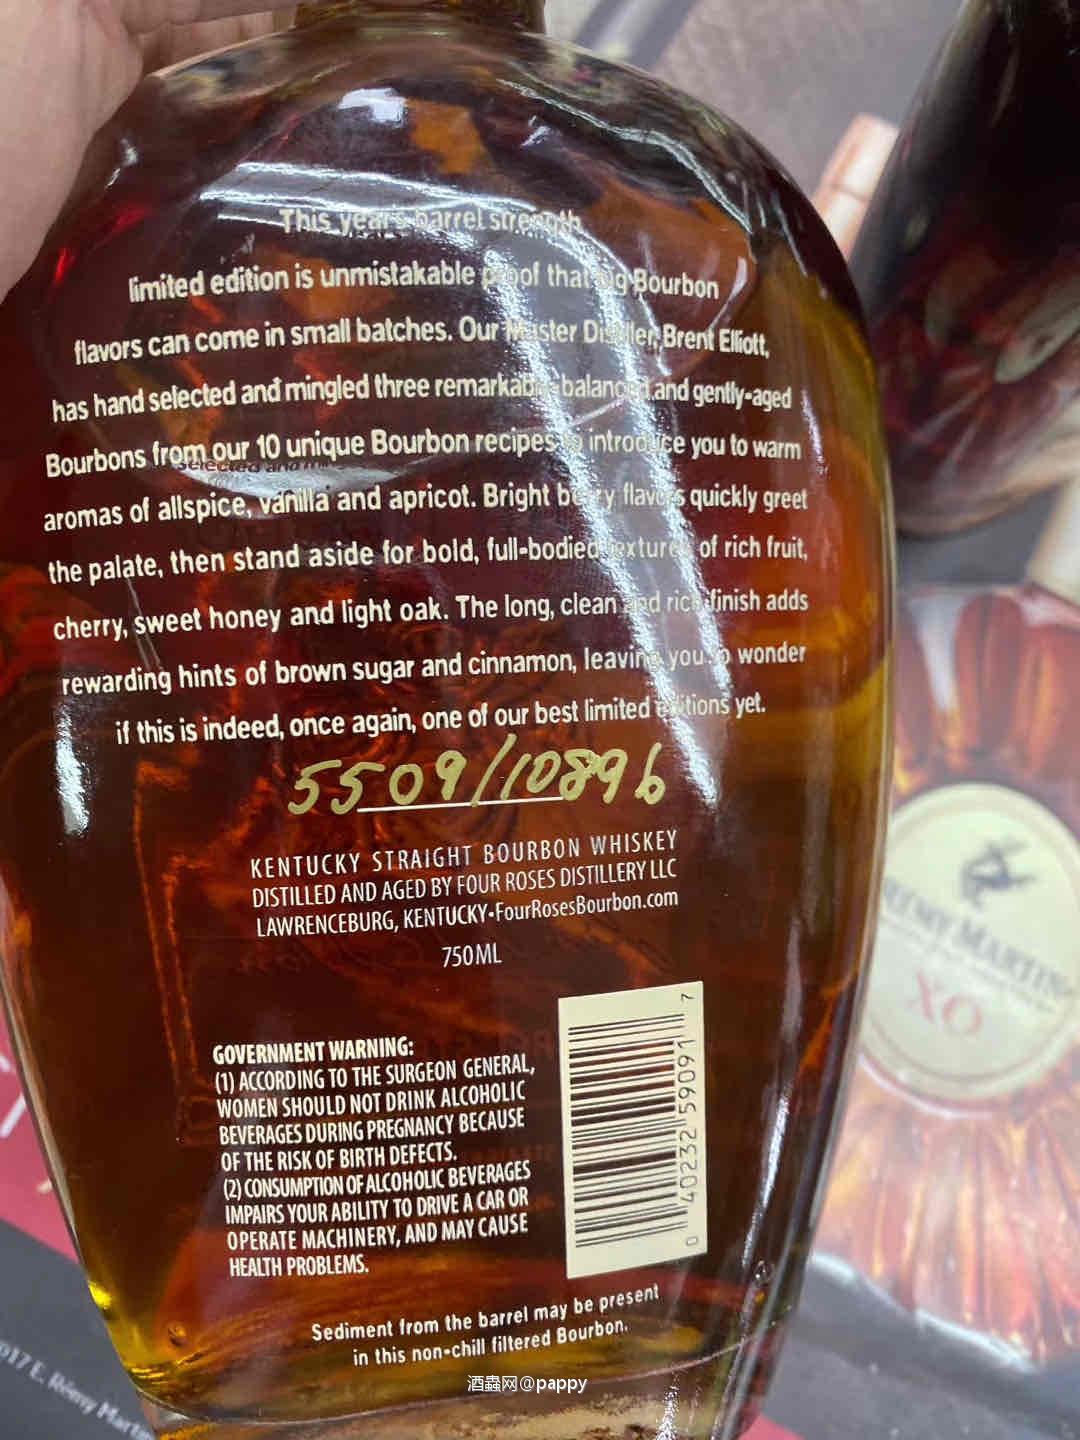 This years barrel strength
limited edition is unmistakable proof that big Bourbon
flavors can come in small batches. Our Master Distiller, Brent Elliott,
has hand selected and mingled three remarkably balanced and gently-aged
Bourbons from our 10 unique Bourbon recipes to introduce you to warm
selected and
aromas of allspice, vanilla and apricot. Bright berry flavors quickly greet
the palate, then stand aside for bold, full-bodied textures of rich fruit,
cherry, sweet honey and light oak. The long, clean and rich finish adds
rewarding hints of brown sugar and cinnamon, leaving you to wonder
if this is indeed, once again, one of our best limited editions yet.
5509/10896
KENTUCKY STRAIGHT BOURBON WHISKEY
DISTILLED AND AGED BY FOUR ROSES DISTILLERY LLC
LAWRENCEBURG, KENTUCKY•FourRosesBourbon.com
750ML
GOVERNMENT WARNING:
(1) ACCORDING TO THE SURGEON GENERAL,
WOMEN SHOULD NOT DRINK ALCOHOLIC
BEVERAGES DURING PREGNANCY BECAUSE
OF THE RISK OF BIRTH DEFECTS.
(2) CONSUMPTION OF ALCOHOLIC BEVERAGES
IMPAIRS YOUR ABILITY TO DRIVE A CAR OR
OPERATE MACHINERY, AND MAY CAUSE
HEALTH PROBLEMS.
0 40232 59091 7
Sediment from the barrel may be present
in this non-chill filtered Bourbon.
RÉMY MARTIN
XO
017 E. Rémy Martin
酒蟲网@pappy